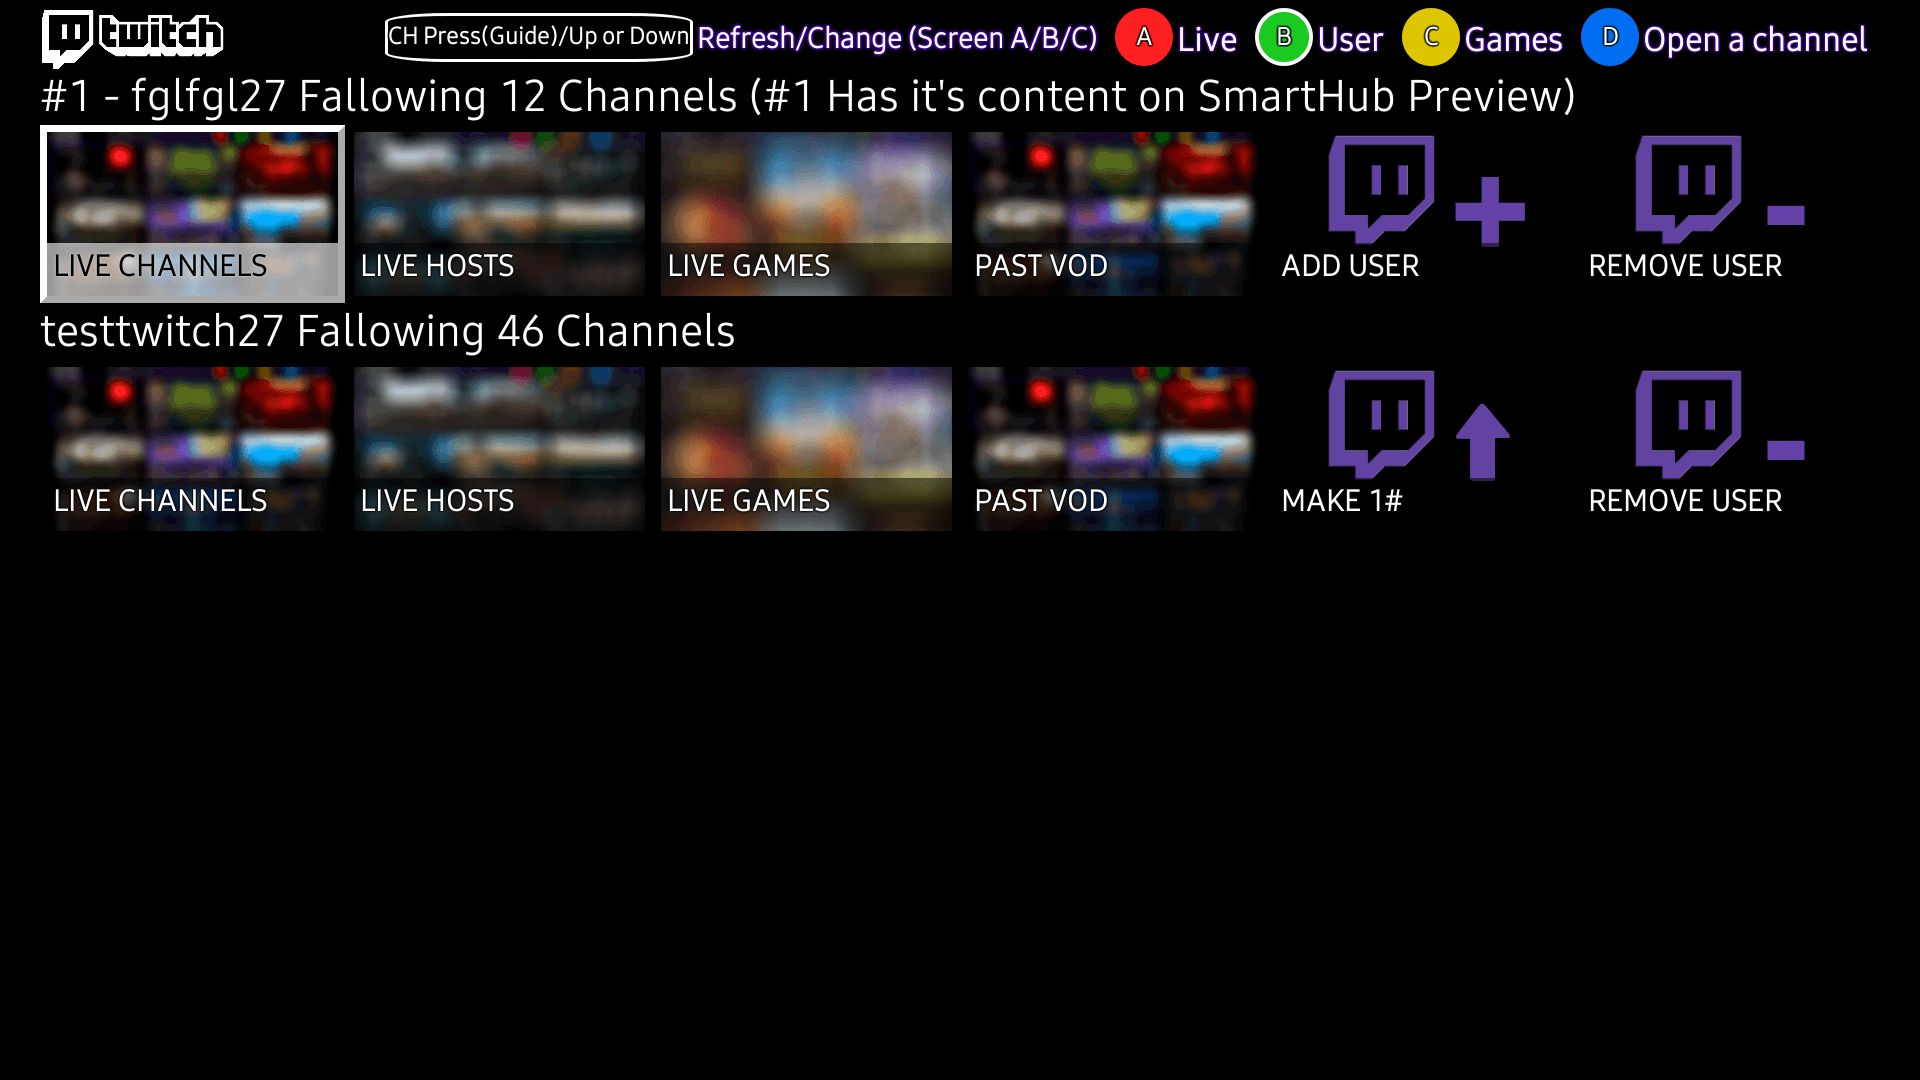 twitch CH Press(Guide)/Up or Down Refresh/Change (Screen A/B/C) A Live B User C Games D Open a channel
#1 - fglfgl27 Fallowing 12 Channels (#1 Has it's content on SmartHub Preview)
LIVE CHANNELS LIVE HOSTS LIVE GAMES PAST VOD ADD USER REMOVE USER
testtwitch27 Fallowing 46 Channels
LIVE CHANNELS LIVE HOSTS LIVE GAMES PAST VOD MAKE 1# REMOVE USER